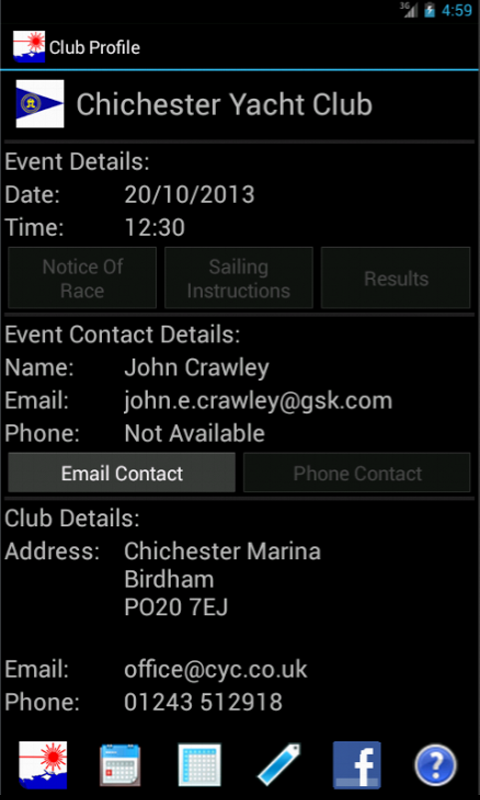 3G 4:59
Club Profile
Chichester Yacht Club
Event Details:
Date: 20/10/2013
Time: 12:30
Notice Of
Race
Sailing
Instructions
Results
Event Contact Details:
Name: John Crawley
Email: john.e.crawley@gsk.com
Phone: Not Available
Email Contact
Phone Contact
Club Details:
Address: Chichester Marina
Birdham
PO20 7EJ
Email: office@cyc.co.uk
Phone: 01243 512918
f
?